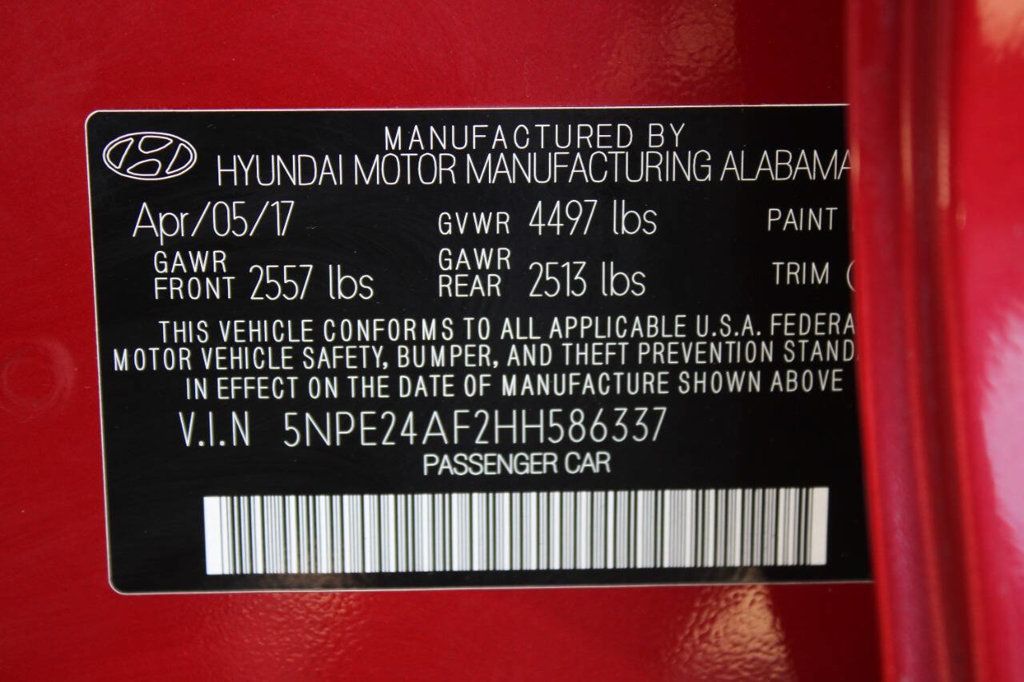 MANUFACTURED BY
HYUNDAI MOTOR MANUFACTURING ALABAMA
Apr/05/17 GVWR 4497 lbs PAINT
GAWR FRONT 2557 lbs GAWR REAR 2513 lbs TRIM (
THIS VEHICLE CONFORMS TO ALL APPLICABLE U.S.A. FEDERA
MOTOR VEHICLE SAFETY, BUMPER, AND THEFT PREVENTION STAND
IN EFFECT ON THE DATE OF MANUFACTURE SHOWN ABOVE
V.I.N 5NPE24AF2HH586337
PASSENGER CAR